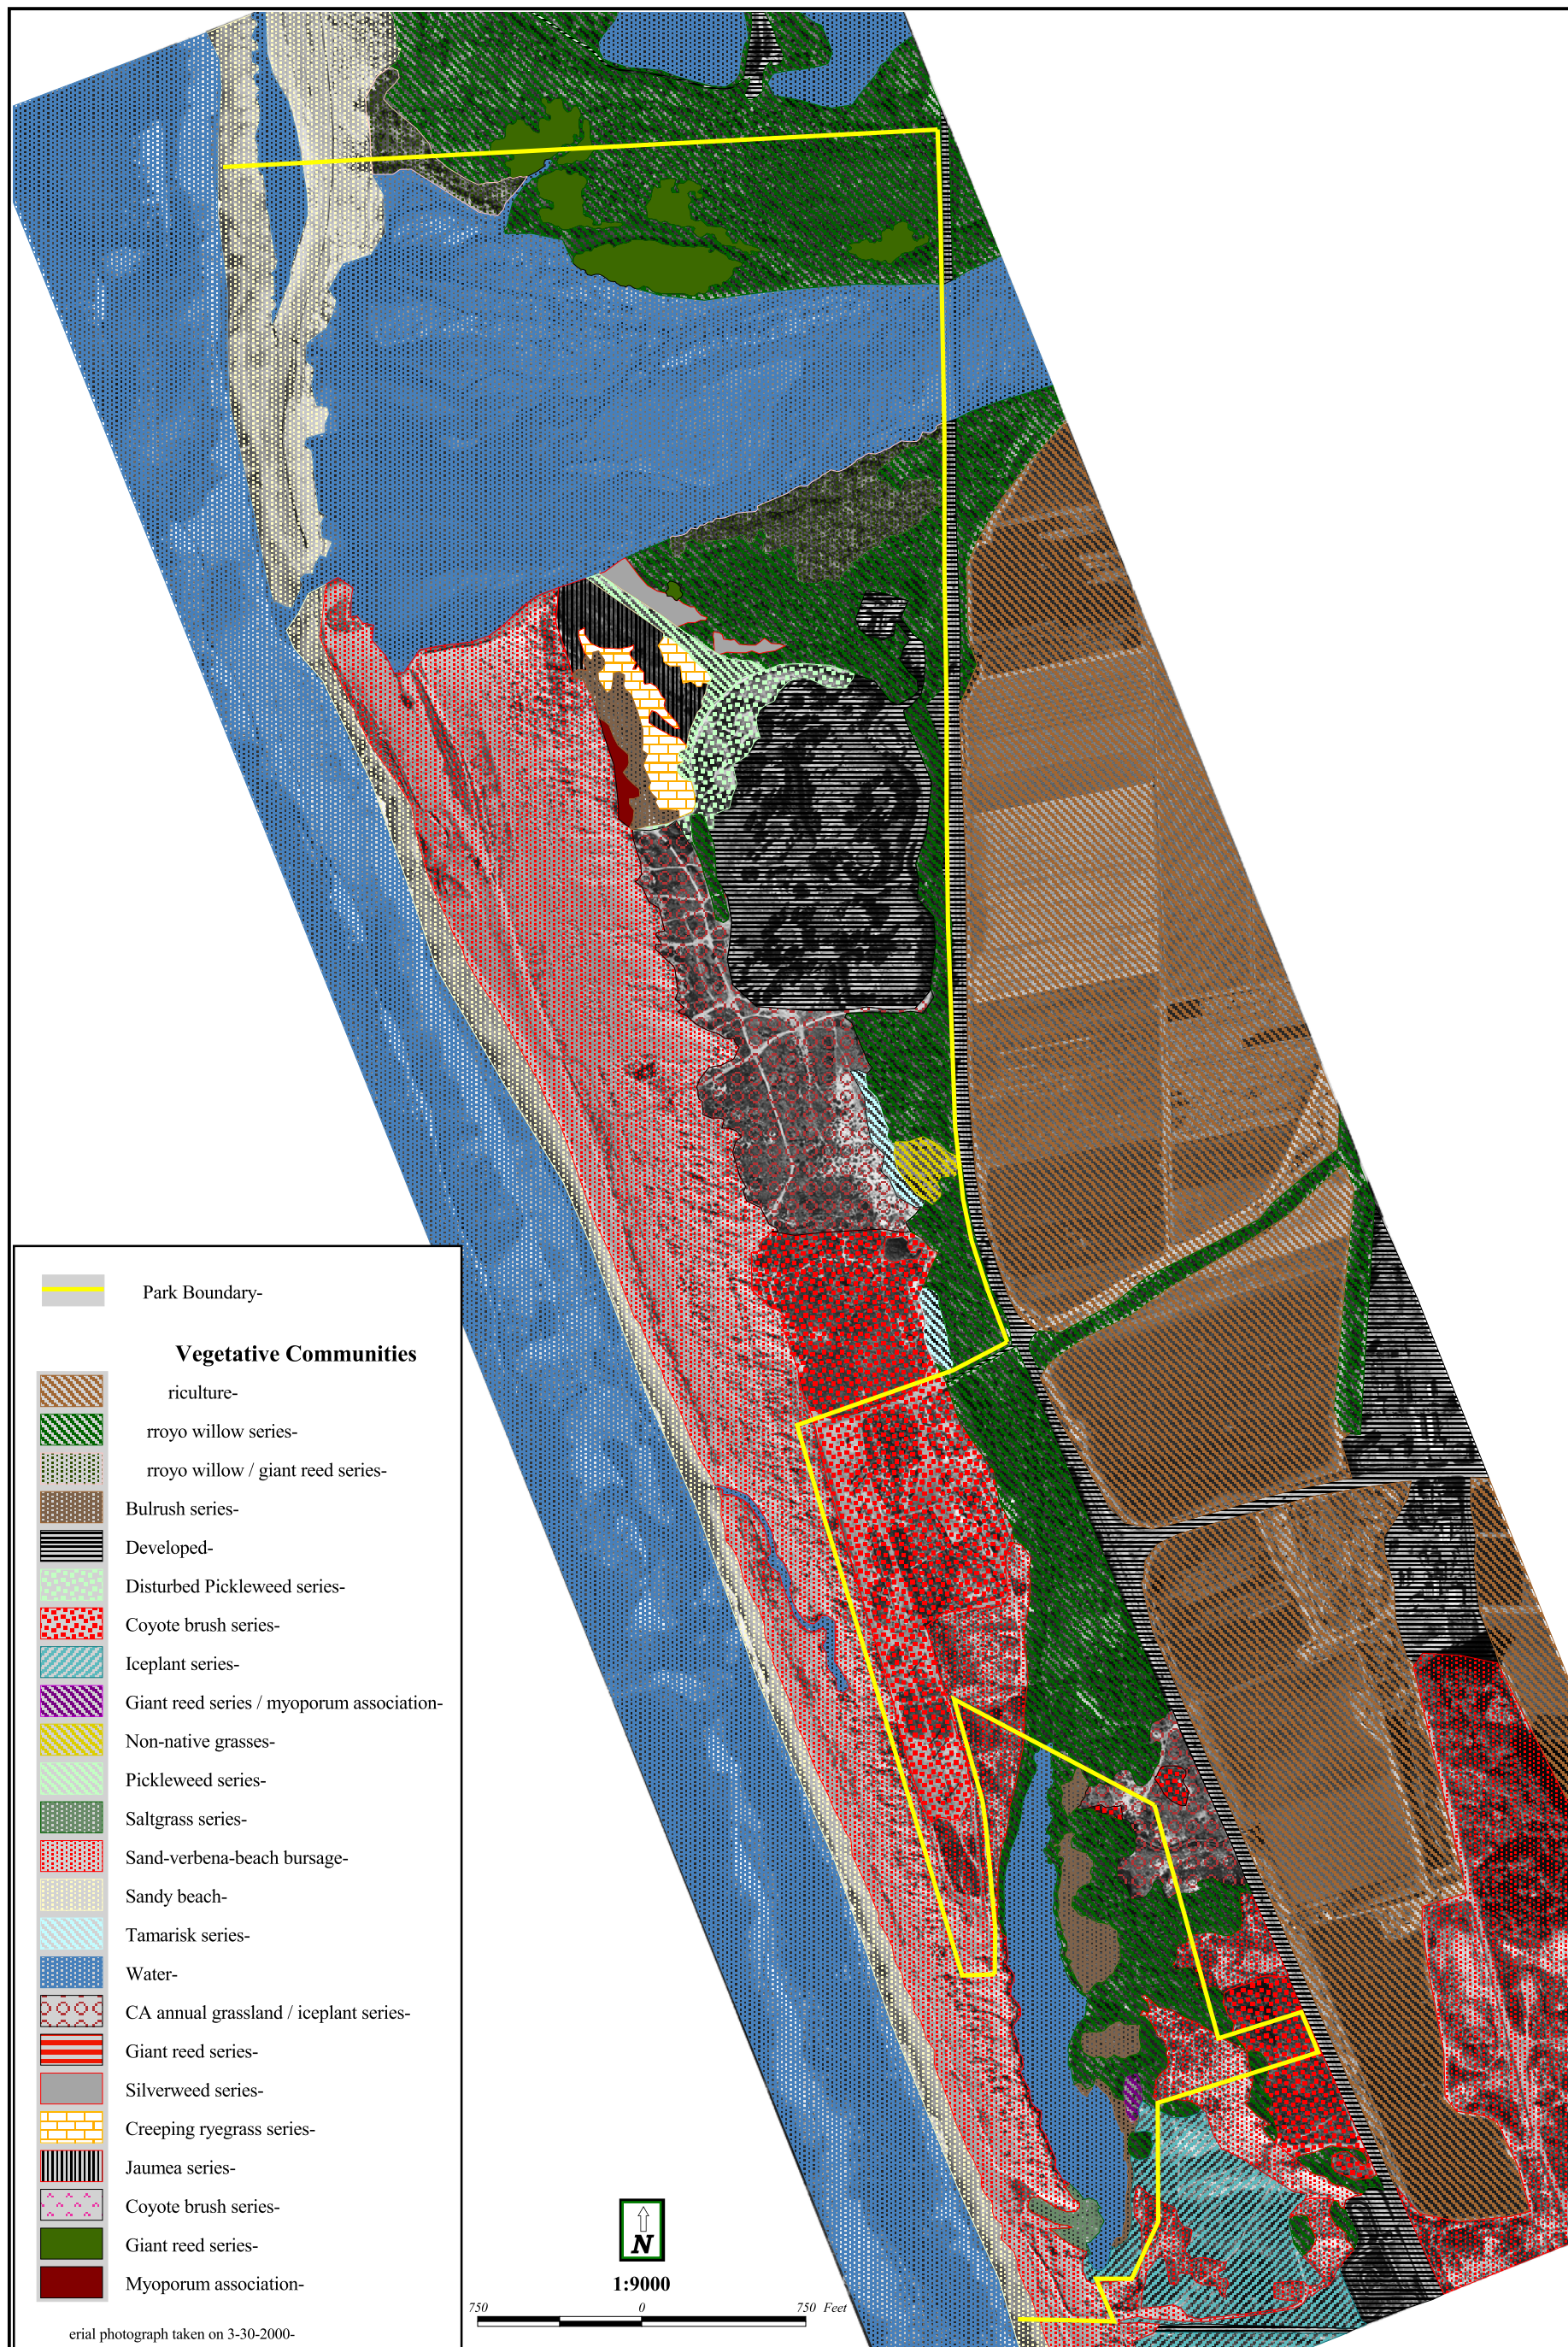 Park Boundary-
Vegetative Communities
riculture-
rroyo willow series-
rroyo willow / giant reed series-
Bulrush series-
Developed-
Disturbed Pickleweed series-
Coyote brush series-
Iceplant series-
Giant reed series / myoporum association-
Non-native grasses-
Pickleweed series-
Saltgrass series-
Sand-verbena-beach bursage-
Sandy beach-
Tamarisk series-
Water-
CA annual grassland / iceplant series-
Giant reed series-
Silverweed series-
Creeping ryegrass series-
Jaumea series-
Coyote brush series-
Giant reed series-
Myoporum association-
erial photograph taken on 3-30-2000-
N
1:9000
750 0 750 Feet